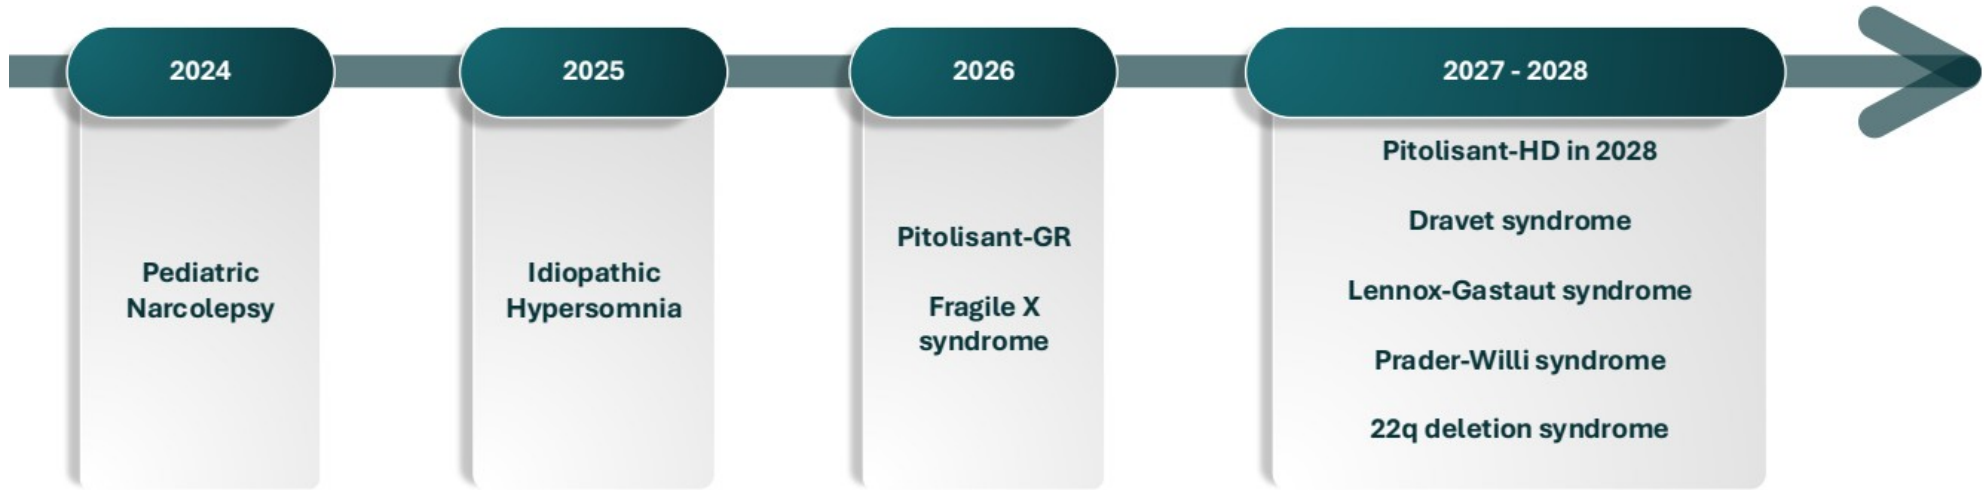 2024
Pediatric
Narcolepsy
2025
Idiopathic
Hypersomnia
2026
Pitolisant-GR
Fragile X
syndrome
2027 - 2028
Pitolisant-HD in 2028
Dravet syndrome
Lennox-Gastaut syndrome
Prader-Willi syndrome
22q deletion syndrome